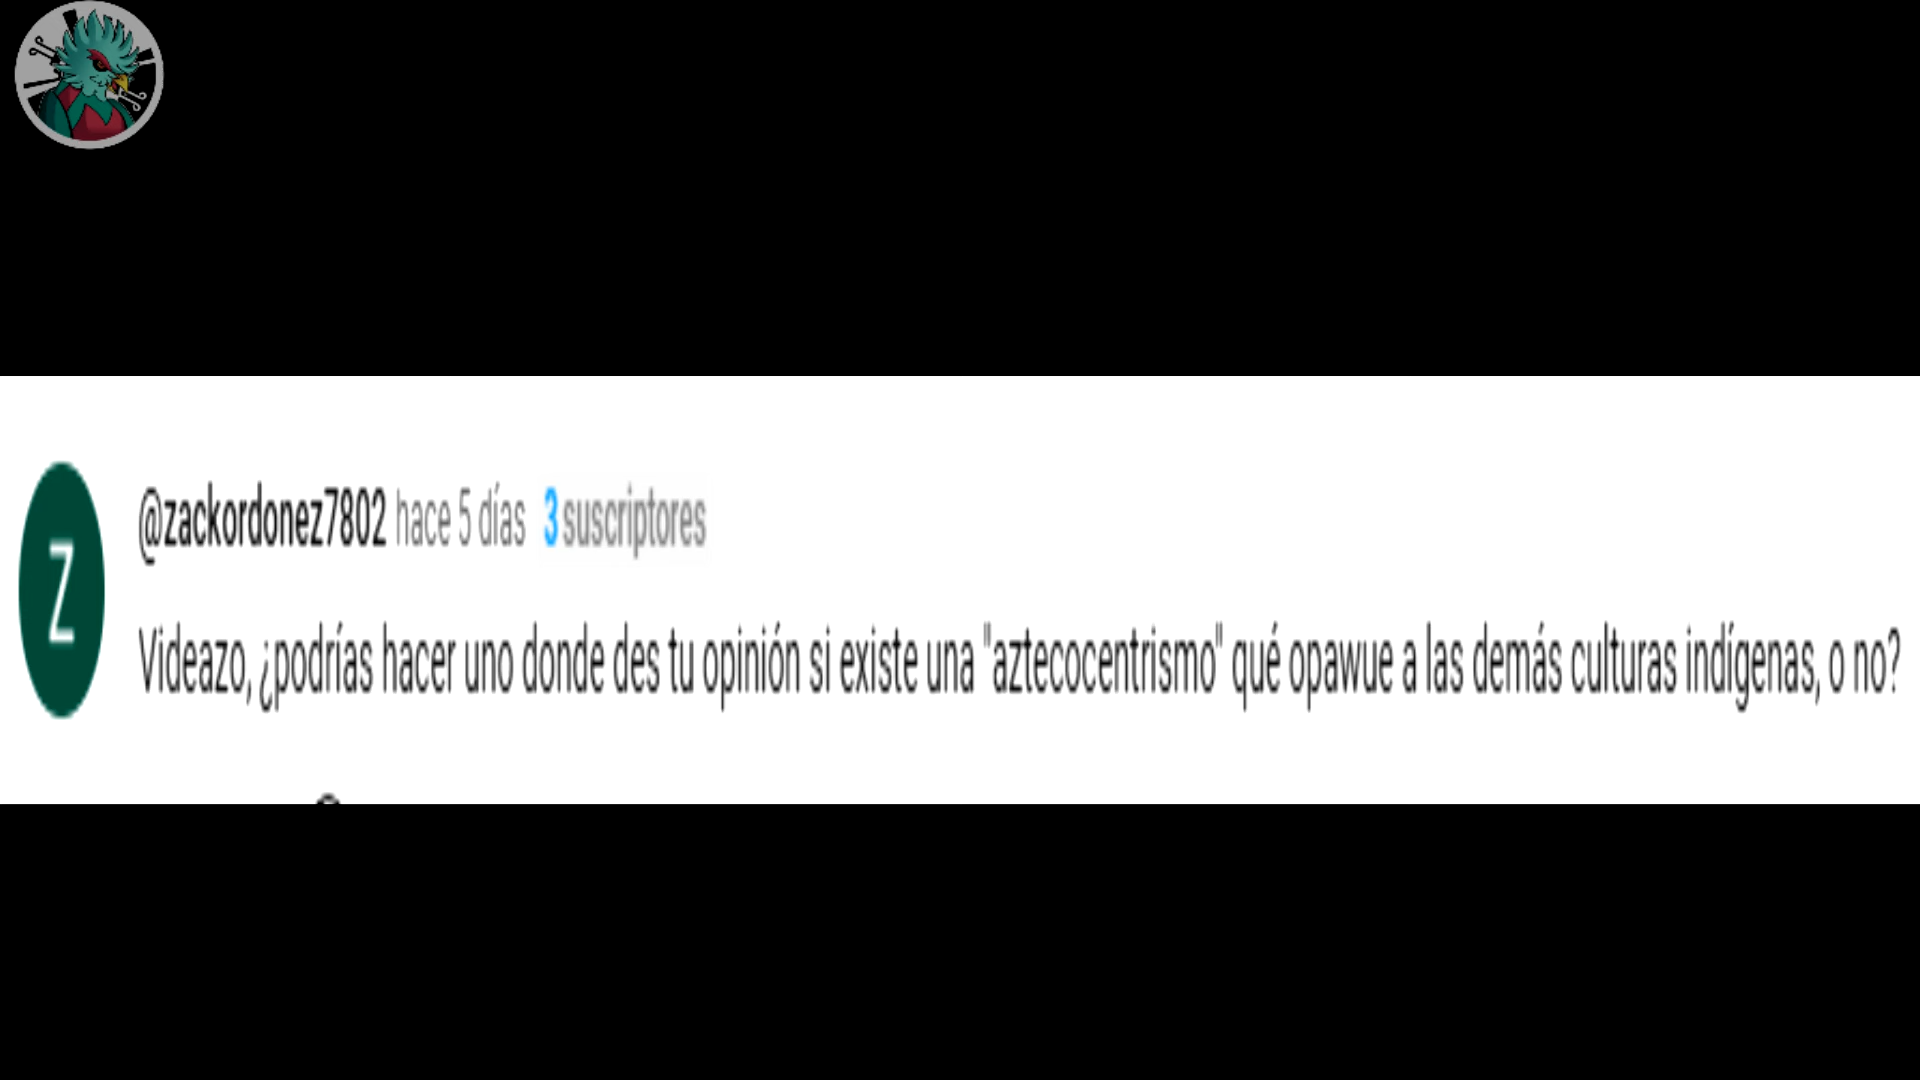 Z
@zackordonez7802 hace 5 días 3 suscriptores
Videazo, ¿podrías hacer uno donde des tu opinión si existe una "aztecocentrismo" qué opawue a las demás culturas indígenas, o no?